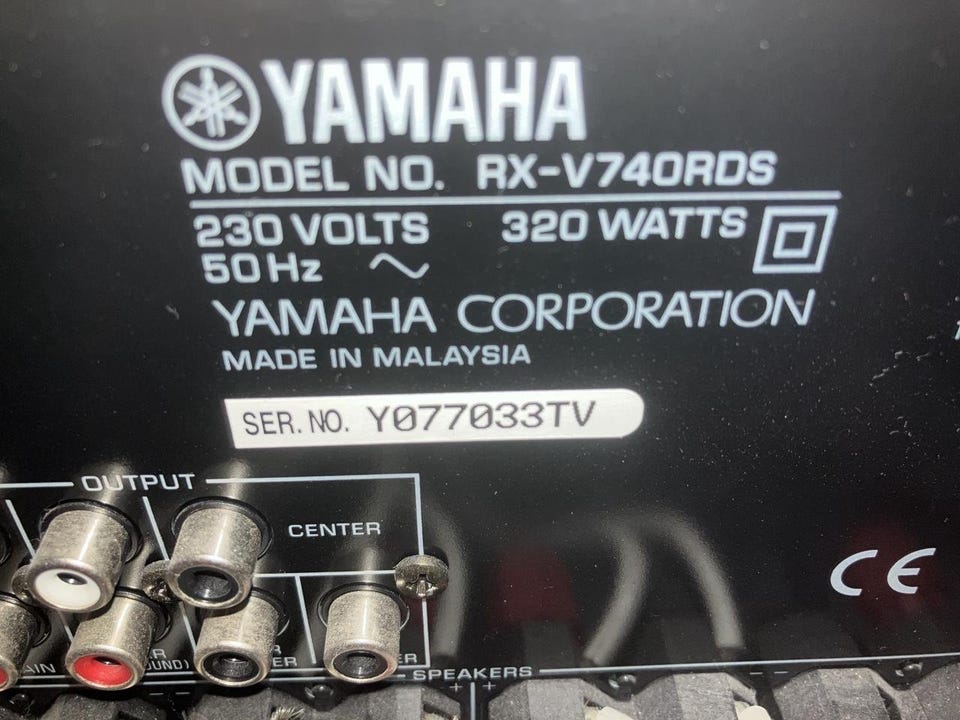 YAMAHA
MODEL NO. RX-V740RDS
230 VOLTS 320 WATTS
50 Hz
YAMAHA CORPORATION
MADE IN MALAYSIA
SER. NO. Y077033TV
OUTPUT
CENTER
CE
SPEAKERS
+ +